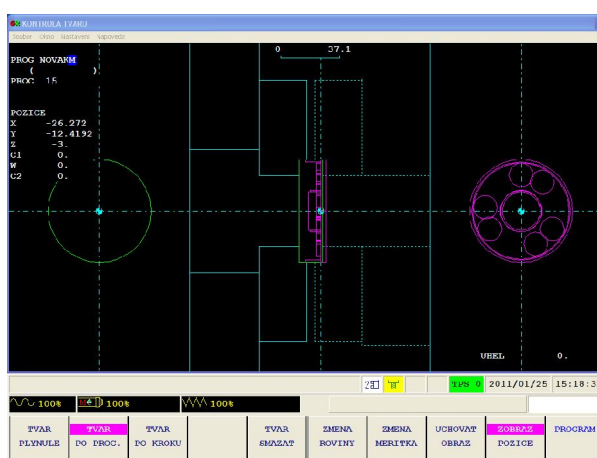 KONTROLA TVARU
Soubor Okno Nastaveni Napoveda
0 37.1
PROG NOVAKM
( )
PROC 15
POZICE
X -26.272
Y -12.4192
Z -3.
C1 0.
W 0.
C2 0.
UHEL 0.
TPS 0 2011/01/25 15:18:3
100% 100% 100%
TVAR PLYNULE
TVAR PO PROC.
TVAR PO KROKU
TVAR SMAZAT
ZMENA ROVINY
ZMENA MERITKA
UCHOVAT OBRAZ
ZOBRAZ POZICE
PROGRAM